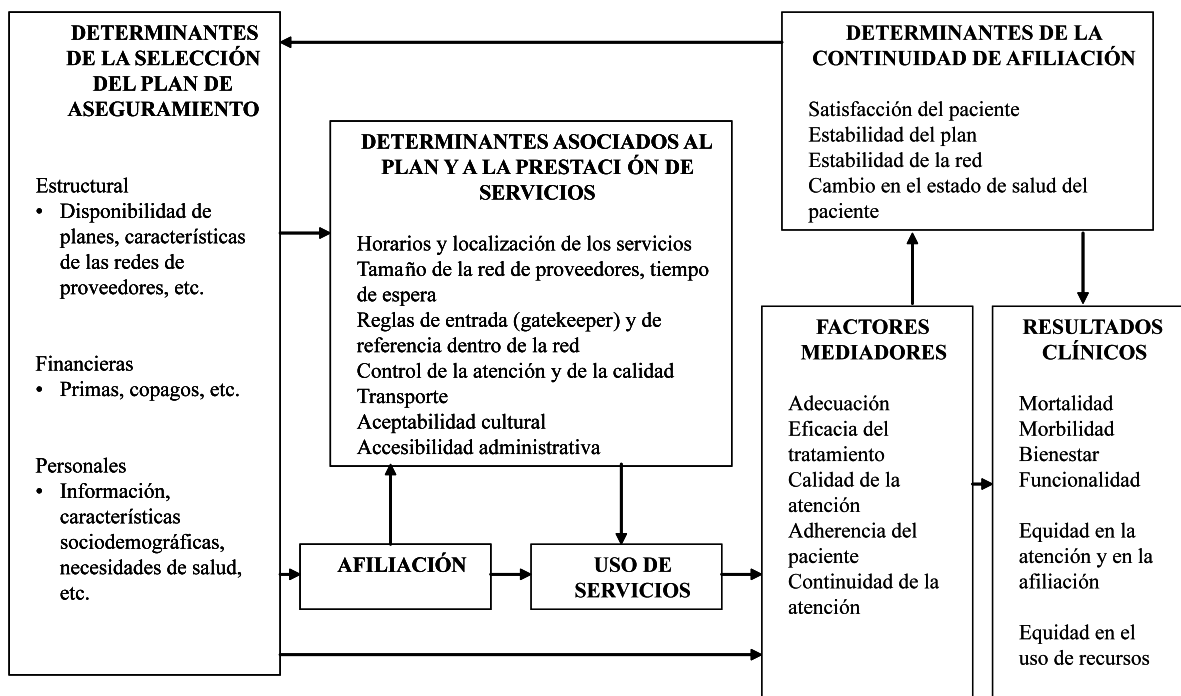 DETERMINANTES
DE LA SELECCIÓN
DEL PLAN DE
ASEGURAMIENTO
Estructural
• Disponibilidad de
planes, características
de las redes de
proveedores, etc.
Financieras
• Primas, copagos, etc.
Personales
• Información,
características
sociodemográficas,
necesidades de salud,
etc.
DETERMINANTES ASOCIADOS AL
PLAN Y A LA PRESTACI ÓN DE
SERVICIOS
Horarios y localización de los servicios
Tamaño de la red de proveedores, tiempo
de espera
Reglas de entrada (gatekeeper) y de
referencia dentro de la red
Control de la atención y de la calidad
Transporte
Aceptabilidad cultural
Accesibilidad administrativa
AFILIACIÓN
USO DE
SERVICIOS
DETERMINANTES DE LA
CONTINUIDAD DE AFILIACIÓN
Satisfacción del paciente
Estabilidad del plan
Estabilidad de la red
Cambio en el estado de salud del
paciente
FACTORES
MEDIADORES
Adecuación
Eficacia del
tratamiento
Calidad de la
atención
Adherencia del
paciente
Continuidad de la
atención
RESULTADOS
CLÍNICOS
Mortalidad
Morbilidad
Bienestar
Funcionalidad
Equidad en la
atención y en la
afiliación
Equidad en el
uso de recursos